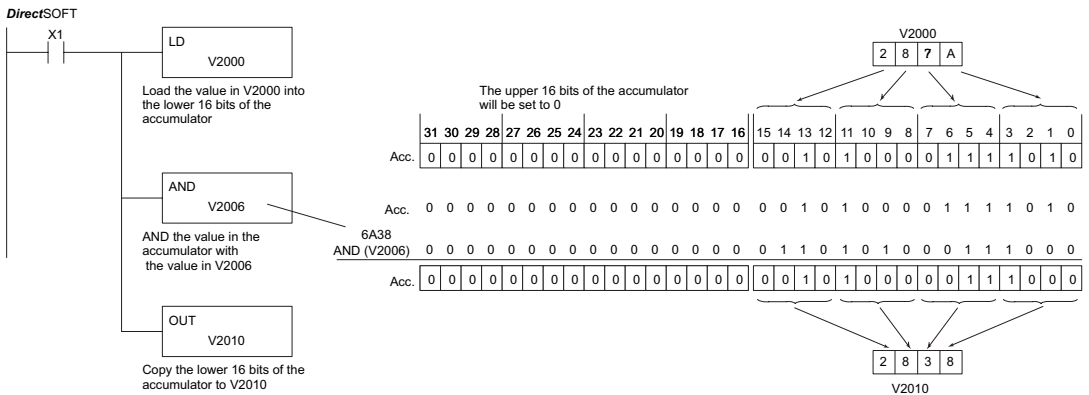 DirectSOFT
X1
LD
V2000
Load the value in V2000 into
the lower 16 bits of the
accumulator
AND
V2006
AND the value in the
accumulator with
the value in V2006
OUT
V2010
Copy the lower 16 bits of the
accumulator to V2010
V2000
2 8 7 A
The upper 16 bits of the accumulator
will be set to 0
31 30 29 28 27 26 25 24 23 22 21 20 19 18 17 16 15 14 13 12 11 10 9 8 7 6 5 4 3 2 1 0
Acc. 0 0 0 0 0 0 0 0 0 0 0 0 0 0 0 0 0 0 1 0 1 0 0 0 0 1 1 1 1 0 1 0
Acc. 0 0 0 0 0 0 0 0 0 0 0 0 0 0 0 0 0 0 1 0 1 0 0 0 0 1 1 1 1 0 1 0
6A38
AND (V2006) 0 0 0 0 0 0 0 0 0 0 0 0 0 0 0 0 0 1 1 0 1 0 1 0 0 0 1 1 1 0 0 0
Acc. 0 0 0 0 0 0 0 0 0 0 0 0 0 0 0 0 0 0 1 0 1 0 0 0 0 0 1 1 1 0 0 0
2 8 3 8
V2010